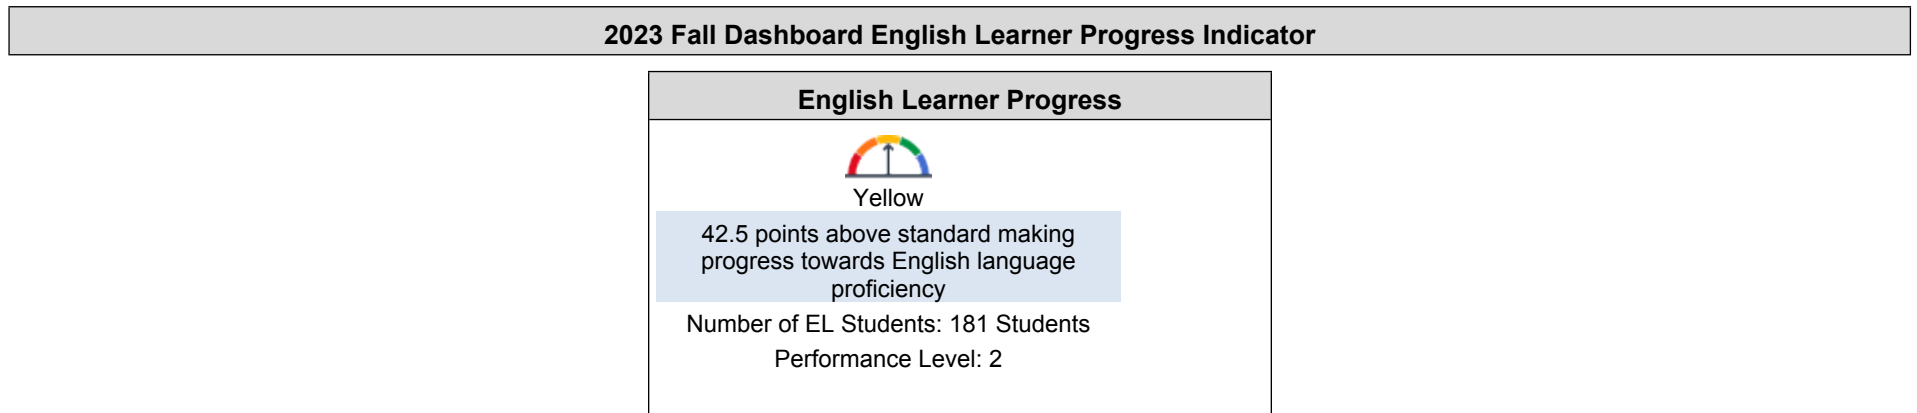 2023 Fall Dashboard English Learner Progress Indicator
English Learner Progress
Yellow
42.5 points above standard making
progress towards English language
proficiency
Number of EL Students: 181 Students
Performance Level: 2